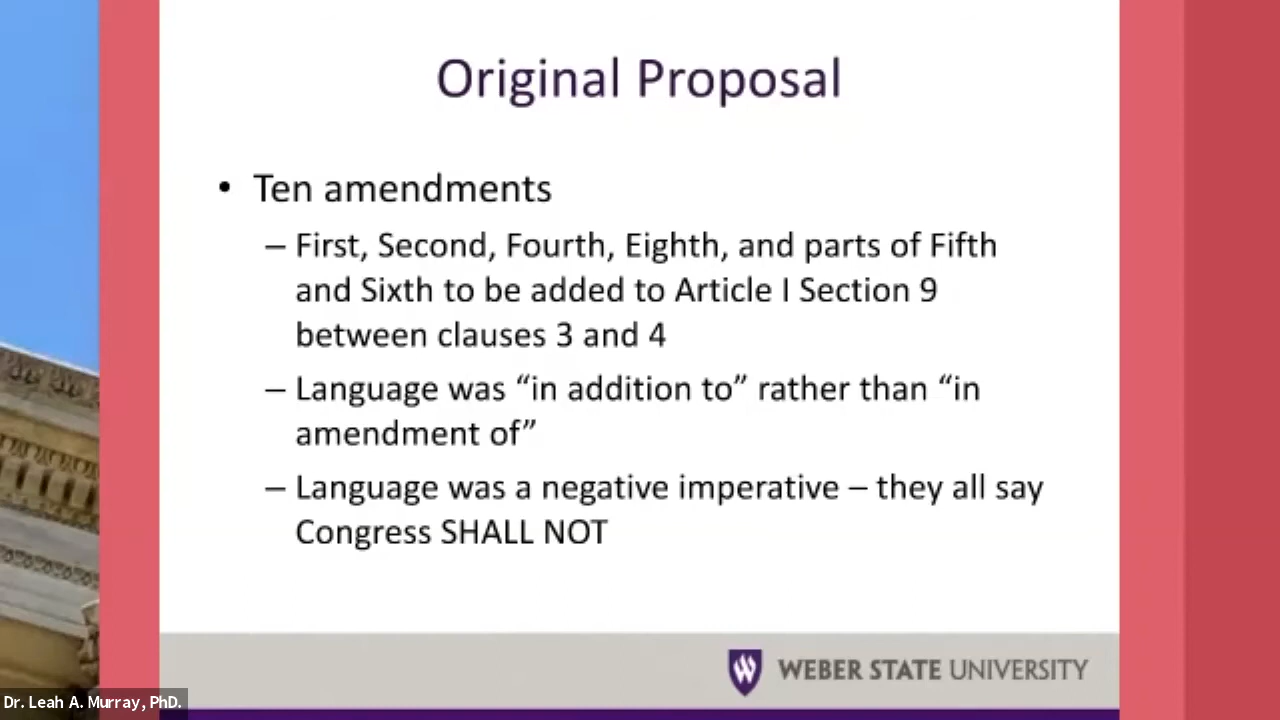 Original Proposal
• Ten amendments
– First, Second, Fourth, Eighth, and parts of Fifth
and Sixth to be added to Article I Section 9
between clauses 3 and 4
– Language was “in addition to” rather than “in
amendment of”
– Language was a negative imperative – they all say
Congress SHALL NOT
W WEBER STATE UNIVERSITY
Dr. Leah A. Murray, PhD.